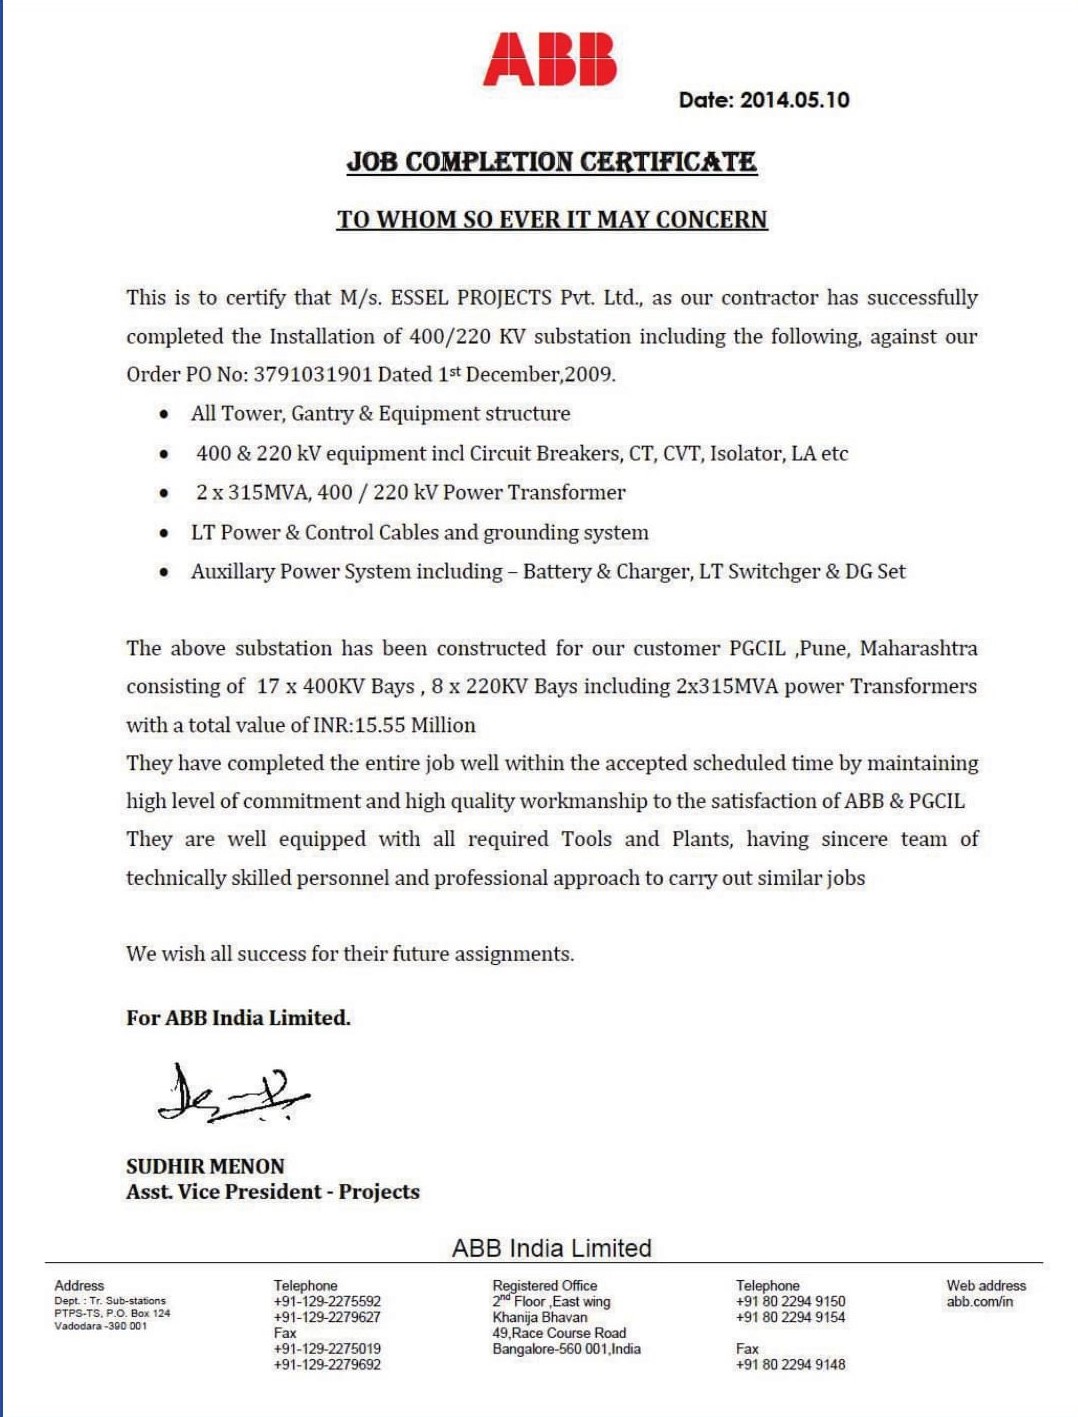 ABB
Date: 2014.05.10
JOB COMPLETION CERTIFICATE
TO WHOM SO EVER IT MAY CONCERN
This is to certify that M/s. ESSEL PROJECTS Pvt. Ltd., as our contractor has successfully
completed the Installation of 400/220 KV substation including the following, against our
Order PO No: 3791031901 Dated 1st December,2009.
• All Tower, Gantry & Equipment structure
• 400 & 220 kV equipment incl Circuit Breakers, CT, CVT, Isolator, LA etc
• 2 x 315MVA, 400 / 220 kV Power Transformer
• LT Power & Control Cables and grounding system
• Auxillary Power System including – Battery & Charger, LT Switchger & DG Set
The above substation has been constructed for our customer PGCIL ,Pune, Maharashtra
consisting of 17 x 400KV Bays , 8 x 220KV Bays including 2x315MVA power Transformers
with a total value of INR:15.55 Million
They have completed the entire job well within the accepted scheduled time by maintaining
high level of commitment and high quality workmanship to the satisfaction of ABB & PGCIL
They are well equipped with all required Tools and Plants, having sincere team of
technically skilled personnel and professional approach to carry out similar jobs
We wish all success for their future assignments.
For ABB India Limited.
SUDHIR MENON
Asst. Vice President - Projects
ABB India Limited
Address
Dept. : Tr. Sub-stations
PTPS-TS, P.O. Box 124
Vadodara -390 001
Telephone
+91-129-2275592
+91-129-2279627
Fax
+91-129-2275019
+91-129-2279692
Registered Office
2nd Floor ,East wing
Khanija Bhavan
49,Race Course Road
Bangalore-560 001,India
Telephone
+91 80 2294 9150
+91 80 2294 9154
Fax
+91 80 2294 9148
Web address
abb.com/in